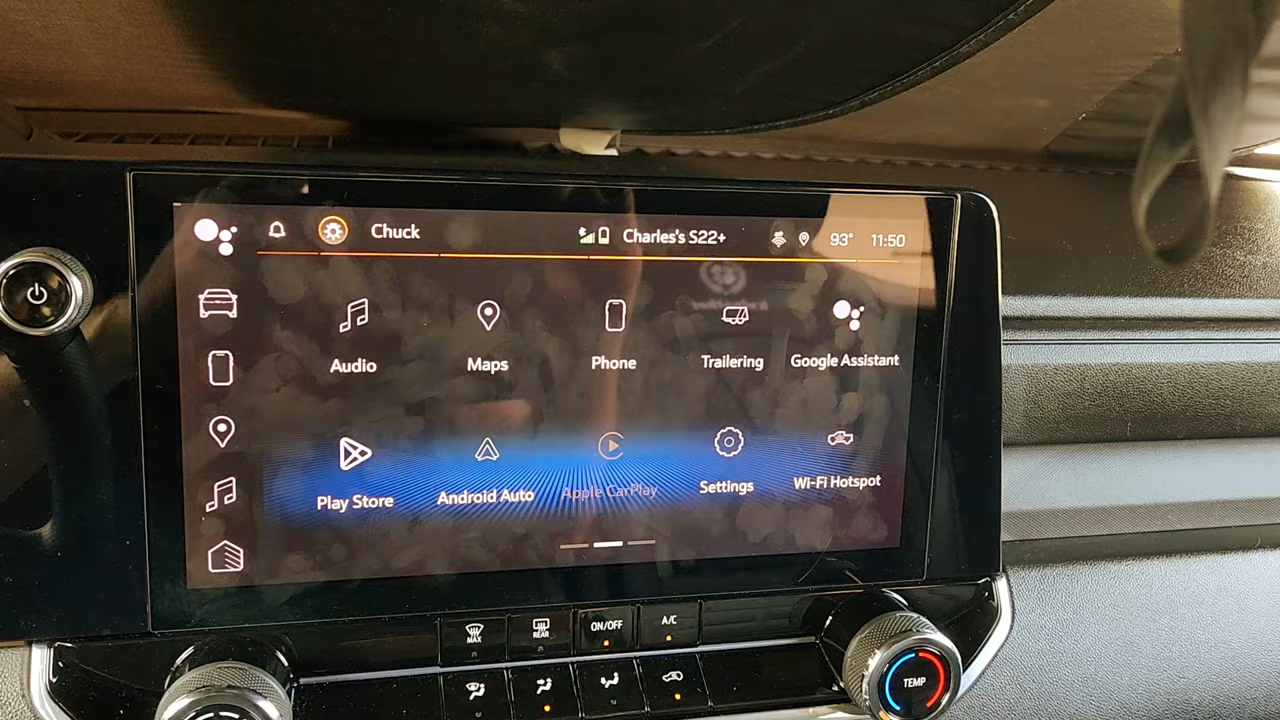 Chuck Charles's S22+ 93° 11:50
Audio Maps Phone Trailering Google Assistant
Play Store Android Auto Apple CarPlay Settings Wi-Fi Hotspot
MAX REAR ON/OFF A/C
TEMP